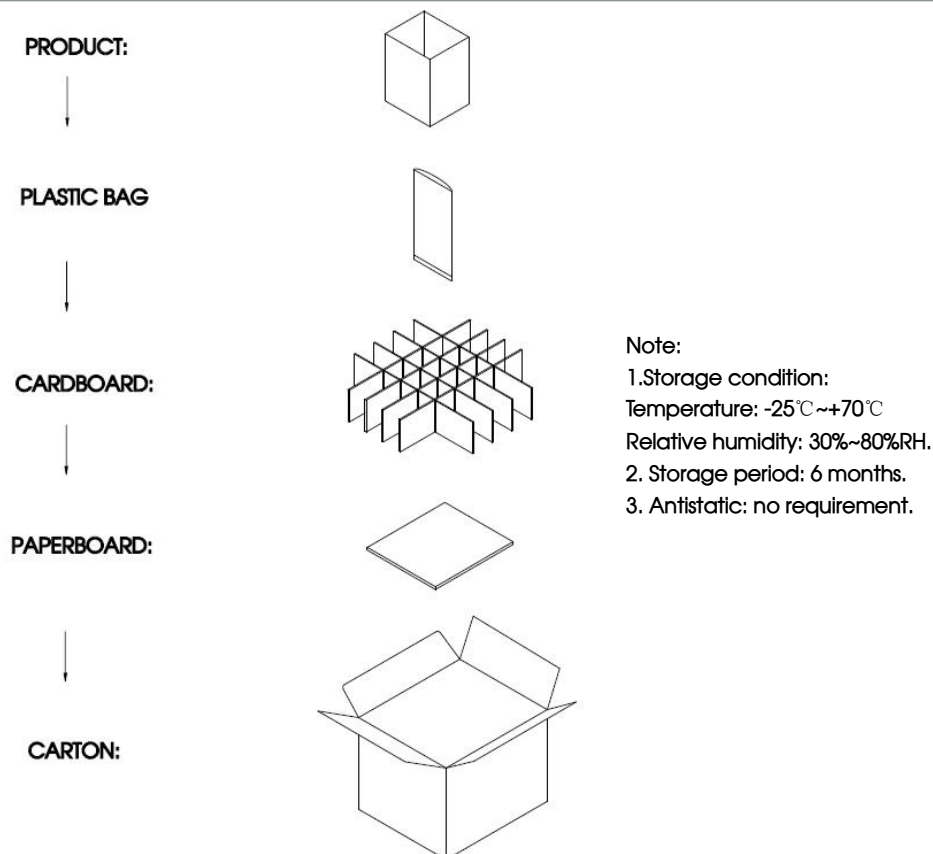 PRODUCT:
PLASTIC BAG
CARDBOARD:
PAPERBOARD:
CARTON:
Note:
1.Storage condition:
Temperature: -25℃~+70℃
Relative humidity: 30%~80%RH.
2. Storage period: 6 months.
3. Antistatic: no requirement.